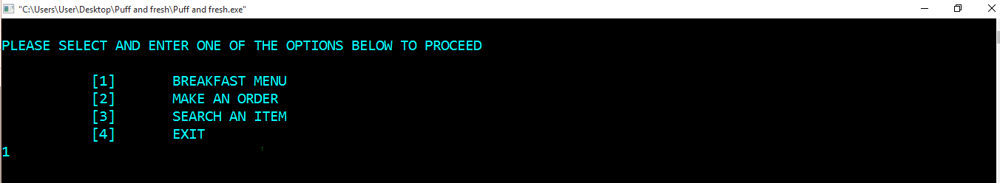 "C:\Users\User\Desktop\Puff and fresh\Puff and fresh.exe"
PLEASE SELECT AND ENTER ONE OF THE OPTIONS BELOW TO PROCEED
[1] BREAKFAST MENU
[2] MAKE AN ORDER
[3] SEARCH AN ITEM
[4] EXIT
1